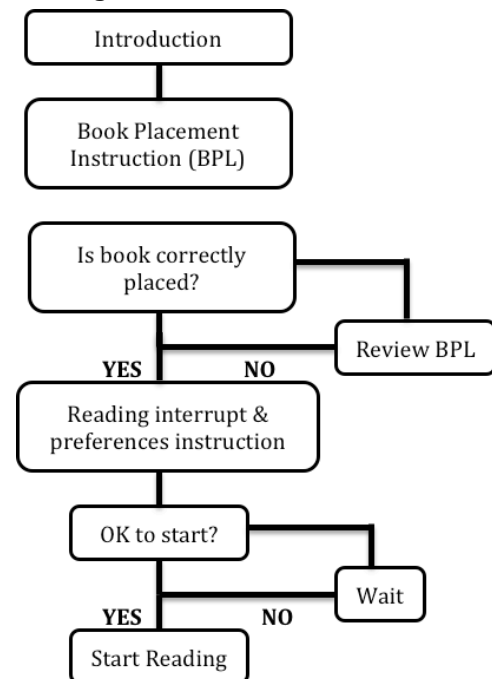 Introduction
Book Placement
Instruction (BPL)
Is book correctly
placed?
Review BPL
YES NO
Reading interrupt &
preferences instruction
OK to start?
Wait
YES NO
Start Reading